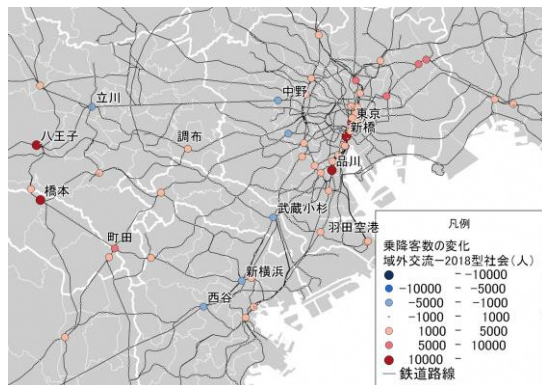 中野
立川
東京
新橋
八王子
調布
品川
橋本
武蔵小杉
羽田空港
町田
新横浜
西谷
凡例
乗降客数の変化
域外交流−2018型社会(人)
- -10000
-10000 - -5000
-5000 - -1000
-1000 - 1000
1000 - 5000
5000 - 10000
10000 -
鉄道路線